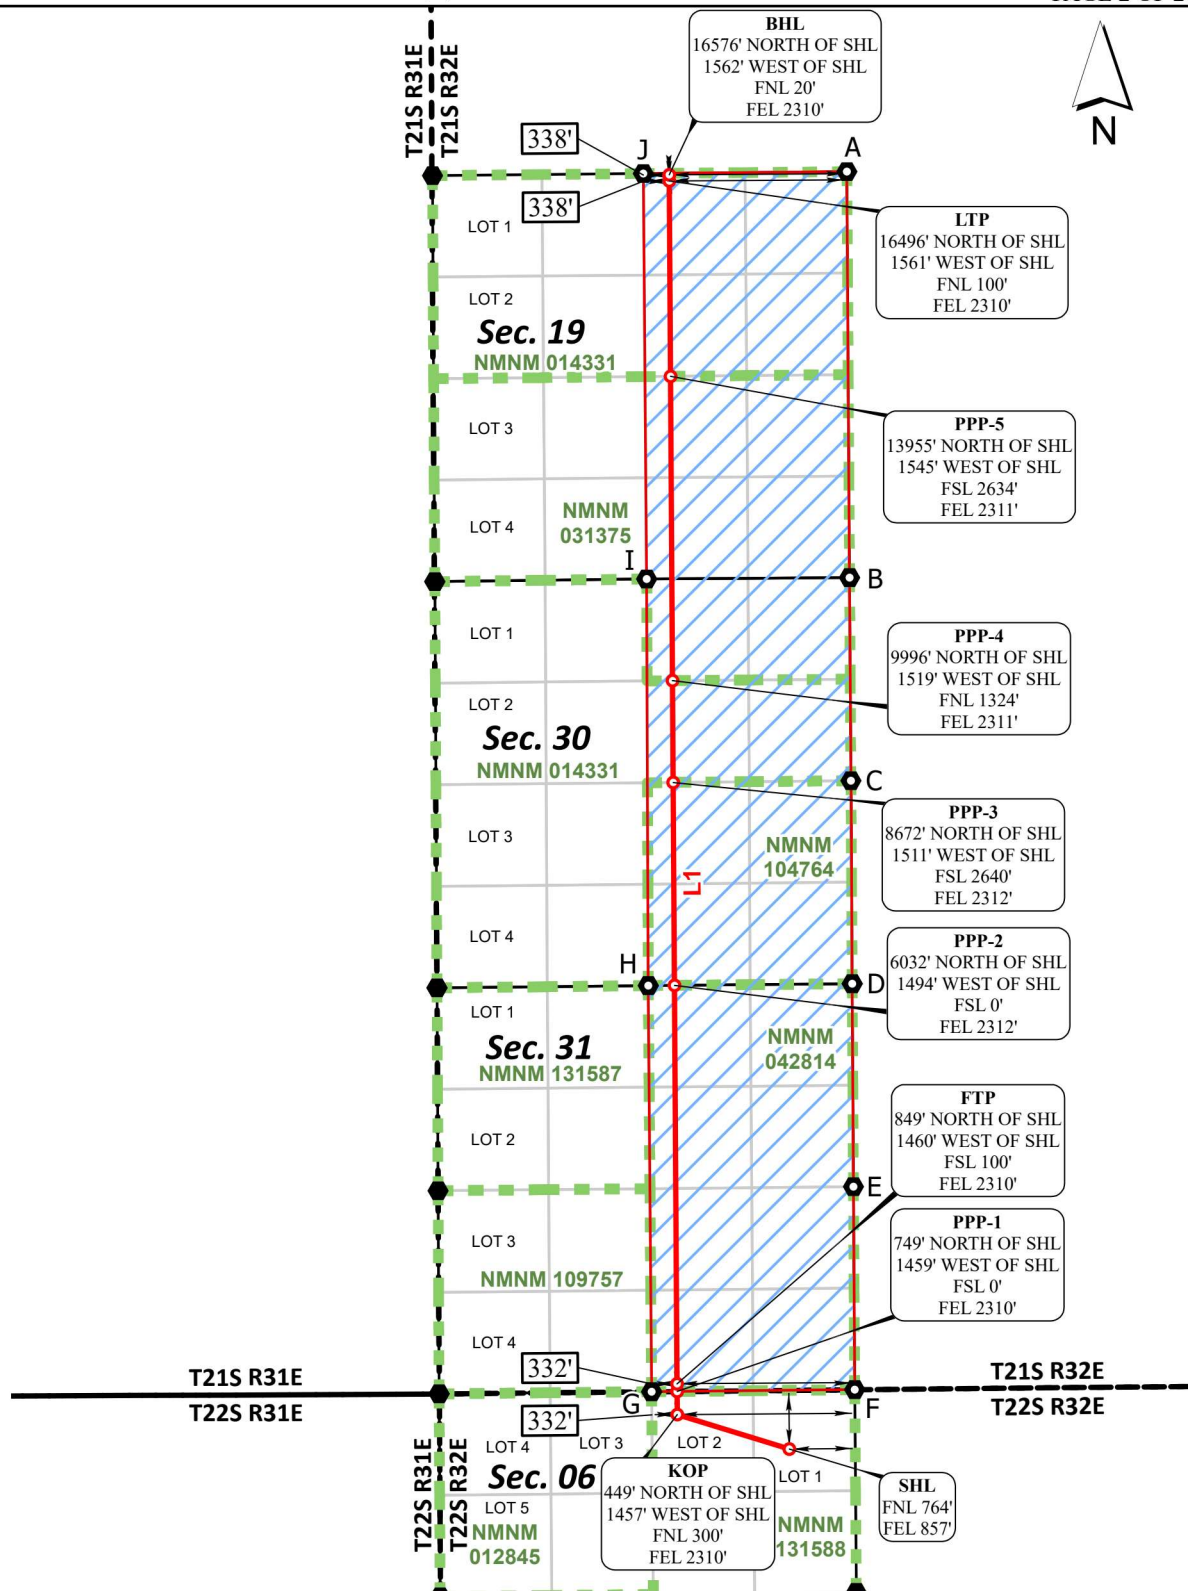 BHL
16576' NORTH OF SHL
1562' WEST OF SHL
FNL 20'
FEL 2310'
N
T21S R31E
T21S R32E
338'
J
A
338'
LOT 1
LTP
16496' NORTH OF SHL
1561' WEST OF SHL
FNL 100'
FEL 2310'
LOT 2
Sec. 19
NMNM 014331
LOT 3
PPP-5
13955' NORTH OF SHL
1545' WEST OF SHL
FSL 2634'
FEL 2311'
LOT 4
NMNM
031375
I
B
LOT 1
PPP-4
9996' NORTH OF SHL
1519' WEST OF SHL
FNL 1324'
FEL 2311'
LOT 2
Sec. 30
NMNM 014331
C
LOT 3
PPP-3
8672' NORTH OF SHL
1511' WEST OF SHL
FSL 2640'
FEL 2312'
NMNM
104764
L1
LOT 4
H
D
PPP-2
6032' NORTH OF SHL
1494' WEST OF SHL
FSL 0'
FEL 2312'
LOT 1
Sec. 31
NMNM 131587
NMNM
042814
LOT 2
FTP
849' NORTH OF SHL
1460' WEST OF SHL
FSL 100'
FEL 2310'
E
LOT 3
NMNM 109757
PPP-1
749' NORTH OF SHL
1459' WEST OF SHL
FSL 0'
FEL 2310'
LOT 4
332'
T21S R31E
T21S R32E
T22S R31E
T22S R32E
G
F
332'
LOT 4
LOT 3
LOT 2
LOT 1
Sec. 06
T22S R31E
T22S R32E
LOT 5
NMNM
012845
KOP
449' NORTH OF SHL
1457' WEST OF SHL
FNL 300'
FEL 2310'
NMNM
131588
SHL
FNL 764'
FEL 857'